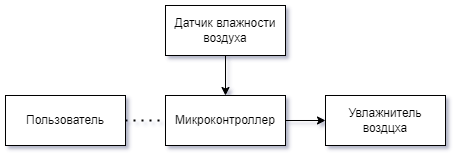 Датчик влажности
воздуха
Пользователь
Микроконтроллер
Увлажнитель
воздцха